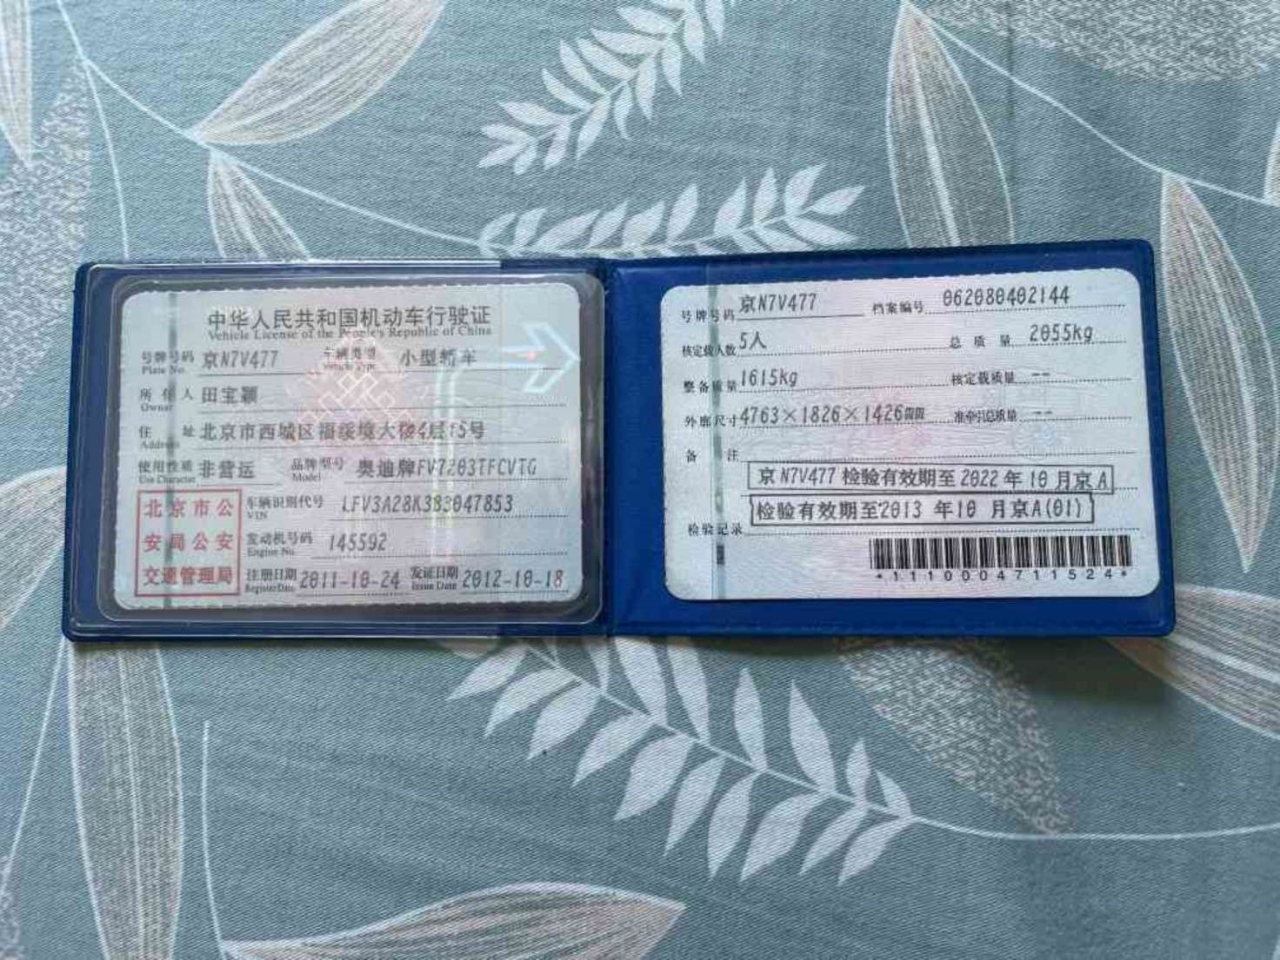 中华人民共和国机动车行驶证
Vehicle License of the People's Republic of China
号牌号码 京N7V477 车辆类型 小型轿车
Plate No. Vehicle Type
所有人 田宝颖
Owner
住址 北京市西城区福绥境大楼4层15号
Address
使用性质 非营运 品牌型号 奥迪牌FV7203TFCVTG
Use Character Model
北京市公
安局公安
交通管理局
车辆识别代号 LFV3A28K383047853
VIN
发动机号码 145592
Engine No.
注册日期 2011-10-24 发证日期 2012-10-18
Register Date Issue Date
号牌号码 京N7V477 档案编号 062080402144
核定载人数 5人 总质量 2055kg
整备质量 1615kg 核定载质量 --
外廓尺寸 4763×1826×1426mm 准牵引总质量 --
备注
京N7V477 检验有效期至2022年10月京A
检验有效期至2013年10月京A(01)
检验记录
*1110004711524*